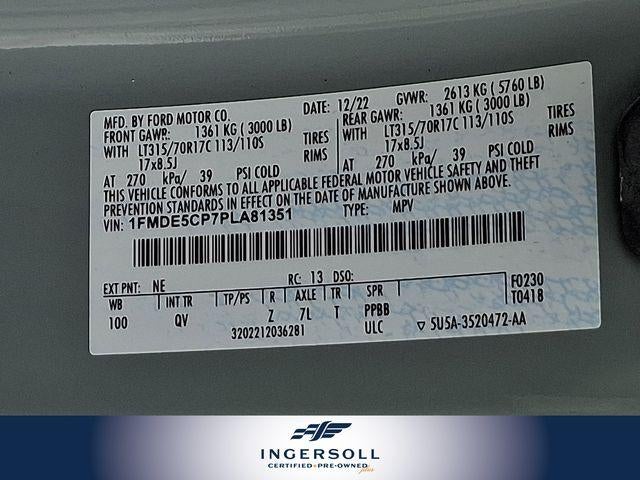 MFD. BY FORD MOTOR CO.
DATE: 12/22 GVWR: 2613 KG ( 5760 LB)
FRONT GAWR: 1361 KG ( 3000 LB) REAR GAWR: 1361 KG ( 3000 LB)
WITH LT315/70R17C 113/110S TIRES WITH LT315/70R17C 113/110S TIRES
17x8.5J RIMS 17x8.5J RIMS
AT 270 kPa/ 39 PSI COLD AT 270 kPa/ 39 PSI COLD
THIS VEHICLE CONFORMS TO ALL APPLICABLE FEDERAL MOTOR VEHICLE SAFETY AND THEFT
PREVENTION STANDARDS IN EFFECT ON THE DATE OF MANUFACTURE SHOWN ABOVE.
VIN: 1FMDE5CP7PLA81351 TYPE: MPV
EXT PNT: NE RC: 13 DSO: F0230
WB INT TR TP/PS R AXLE TR SPR T0418
100 QV Z 7L T PPBB
3202212036281 ULC ▽ 5U5A-3520472-AA
INGERSOLL
CERTIFIED • PRE-OWNED plus